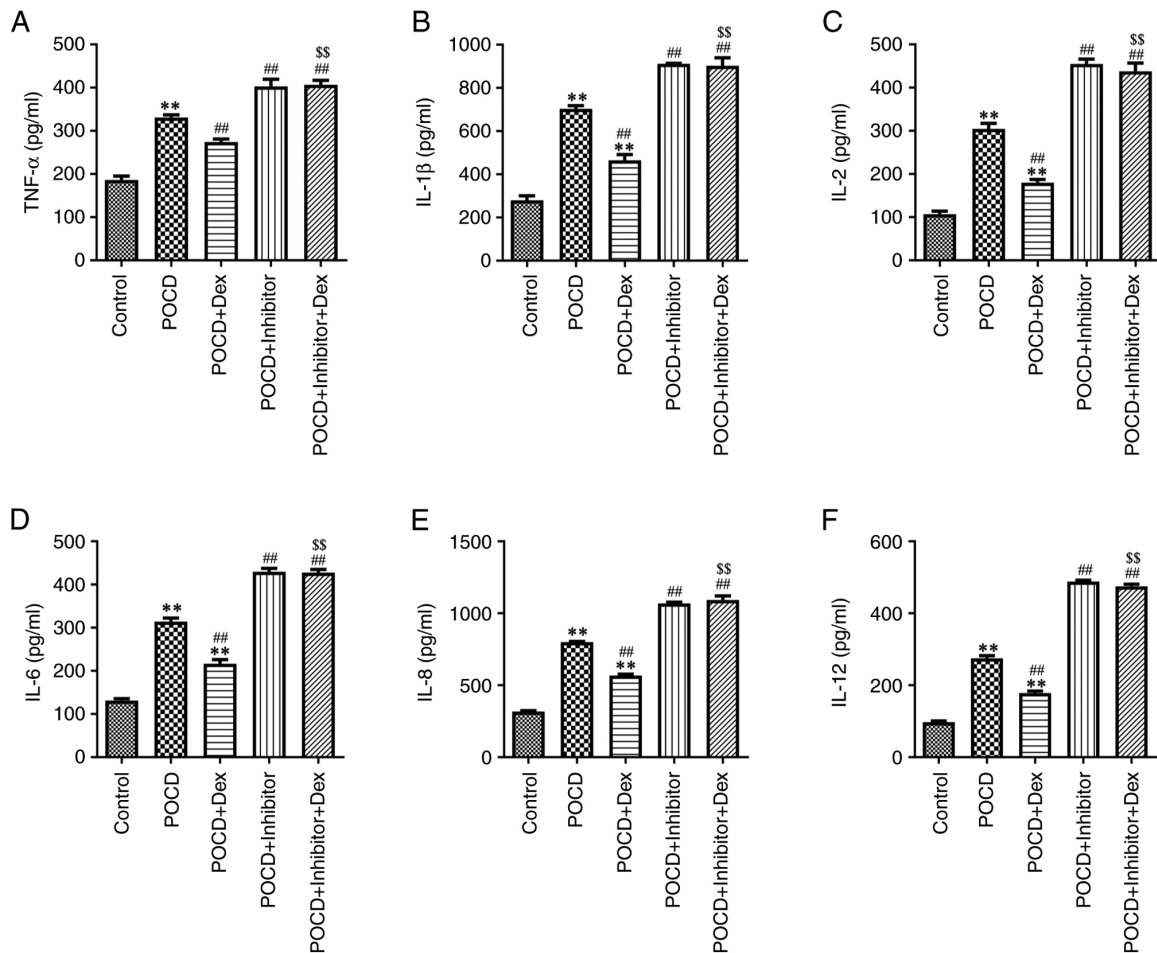 A
TNF-α (pg/ml)
500
400
300
200
100
0
**
##
##
$$
##
Control
POCD
POCD+Dex
POCD+Inhibitor
POCD+Inhibitor+Dex
B
IL-1β (pg/ml)
1000
800
600
400
200
0
**
##
**
##
$$
##
Control
POCD
POCD+Dex
POCD+Inhibitor
POCD+Inhibitor+Dex
C
IL-2 (pg/ml)
500
400
300
200
100
0
**
##
**
##
$$
##
Control
POCD
POCD+Dex
POCD+Inhibitor
POCD+Inhibitor+Dex
D
IL-6 (pg/ml)
500
400
300
200
100
0
**
##
**
##
$$
##
Control
POCD
POCD+Dex
POCD+Inhibitor
POCD+Inhibitor+Dex
E
IL-8 (pg/ml)
1500
1000
500
0
**
##
**
##
$$
##
Control
POCD
POCD+Dex
POCD+Inhibitor
POCD+Inhibitor+Dex
F
IL-12 (pg/ml)
600
400
200
0
**
##
**
##
$$
##
Control
POCD
POCD+Dex
POCD+Inhibitor
POCD+Inhibitor+Dex